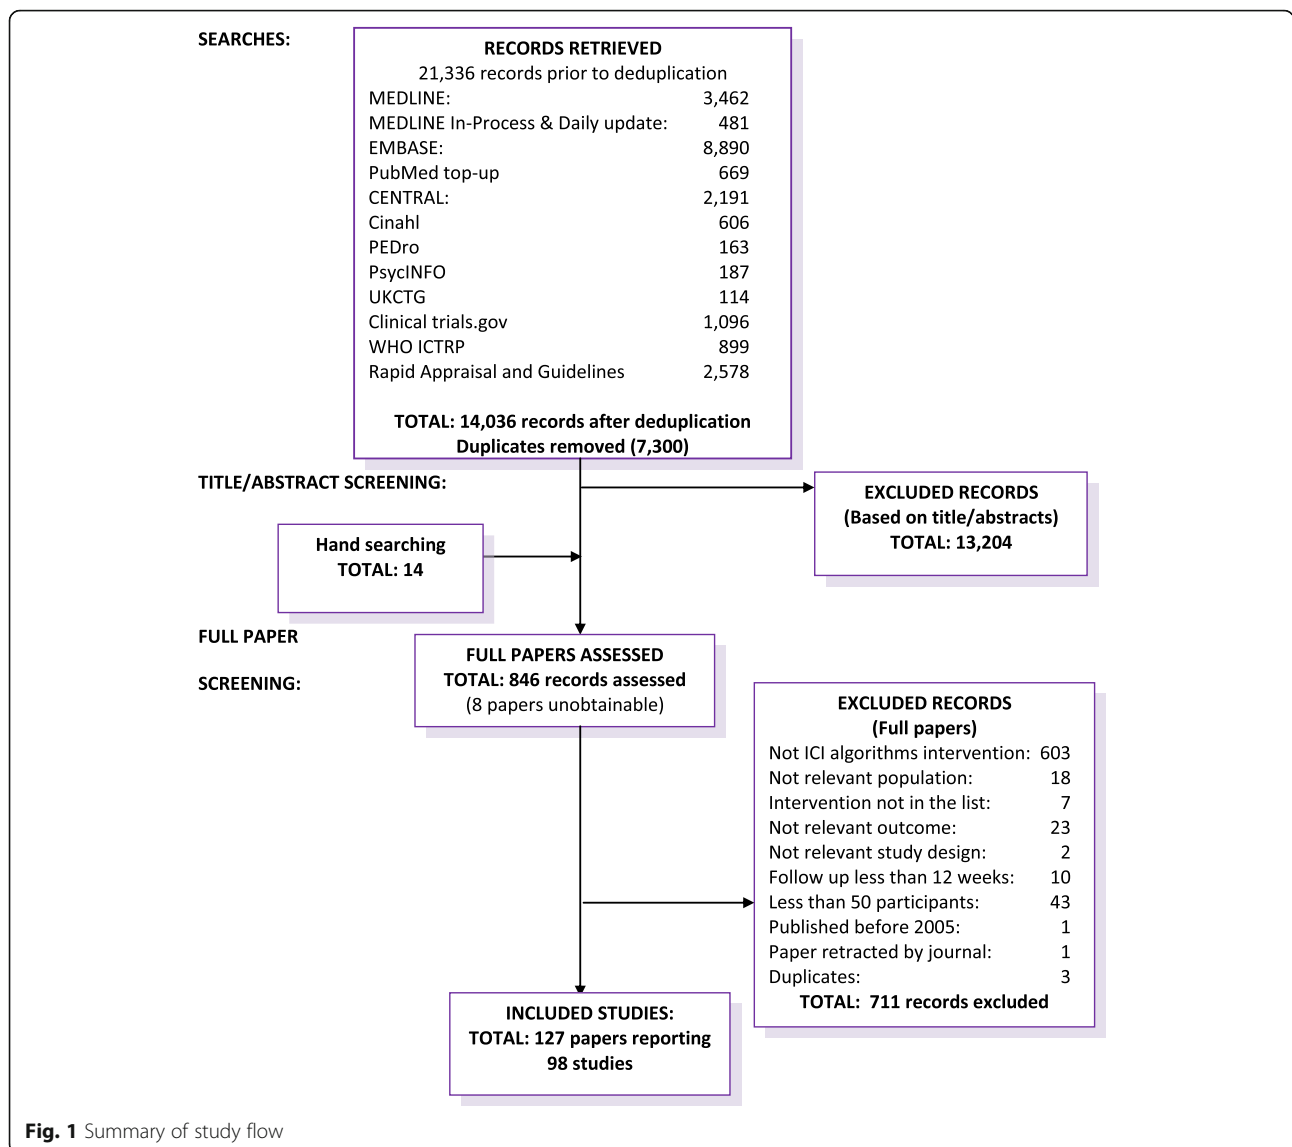 SEARCHES:
RECORDS RETRIEVED
21,336 records prior to deduplication
MEDLINE: 3,462
MEDLINE In-Process & Daily update: 481
EMBASE: 8,890
PubMed top-up 669
CENTRAL: 2,191
Cinahl 606
PEDro 163
PsycINFO 187
UKCTG 114
Clinical trials.gov 1,096
WHO ICTRP 899
Rapid Appraisal and Guidelines 2,578
TOTAL: 14,036 records after deduplication
Duplicates removed (7,300)
TITLE/ABSTRACT SCREENING:
EXCLUDED RECORDS
(Based on title/abstracts)
TOTAL: 13,204
Hand searching
TOTAL: 14
FULL PAPER
SCREENING:
FULL PAPERS ASSESSED
TOTAL: 846 records assessed
(8 papers unobtainable)
EXCLUDED RECORDS
(Full papers)
Not ICI algorithms intervention: 603
Not relevant population: 18
Intervention not in the list: 7
Not relevant outcome: 23
Not relevant study design: 2
Follow up less than 12 weeks: 10
Less than 50 participants: 43
Published before 2005: 1
Paper retracted by journal: 1
Duplicates: 3
TOTAL: 711 records excluded
INCLUDED STUDIES:
TOTAL: 127 papers reporting
98 studies
Fig. 1 Summary of study flow